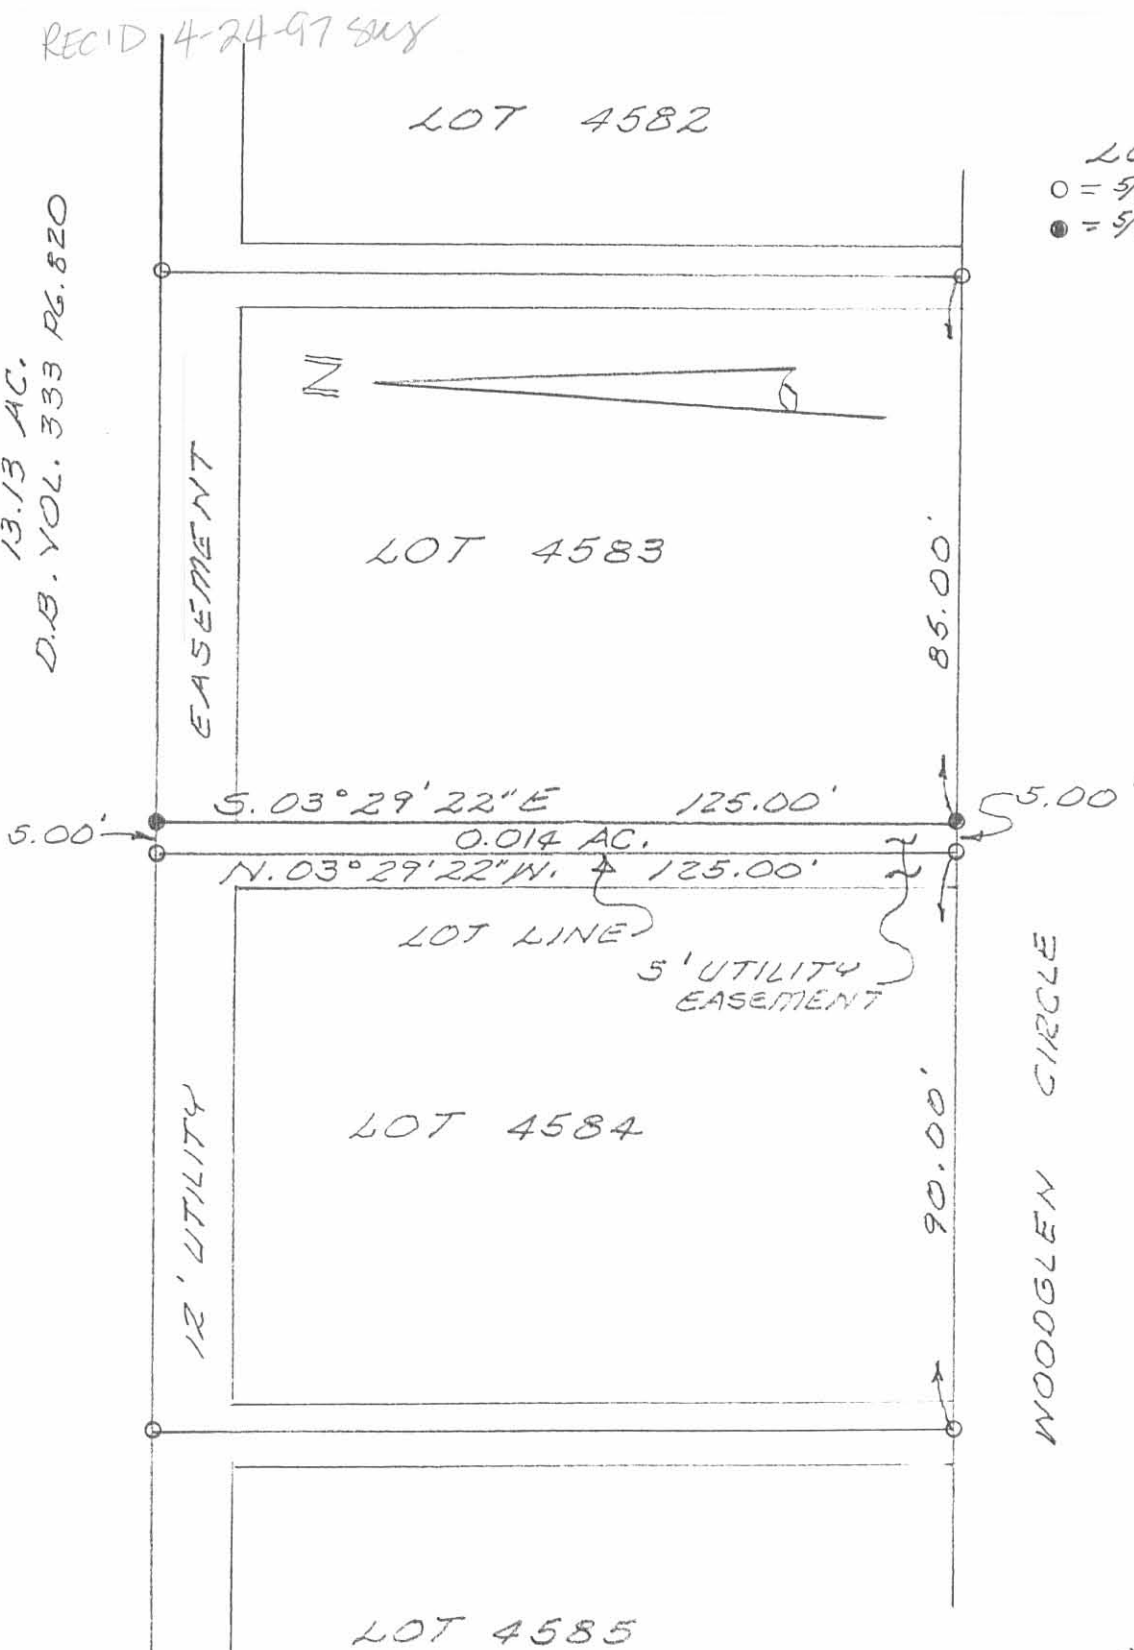 REC'D 4-24-97
LOT 4582
13.13 AC.
D.B. VOL. 333 PG. 820
○ = 5/
● = 5/
N
EASEMENT
LOT 4583
85.00'
S. 03° 29' 22" E 125.00'
5.00'
5.00'
0.014 AC.
N. 03° 29' 22" W. 125.00'
LOT LINE
5' UTILITY
EASEMENT
12' UTILITY
LOT 4584
90.00'
WOODGLEN CIRCLE
LOT 4585